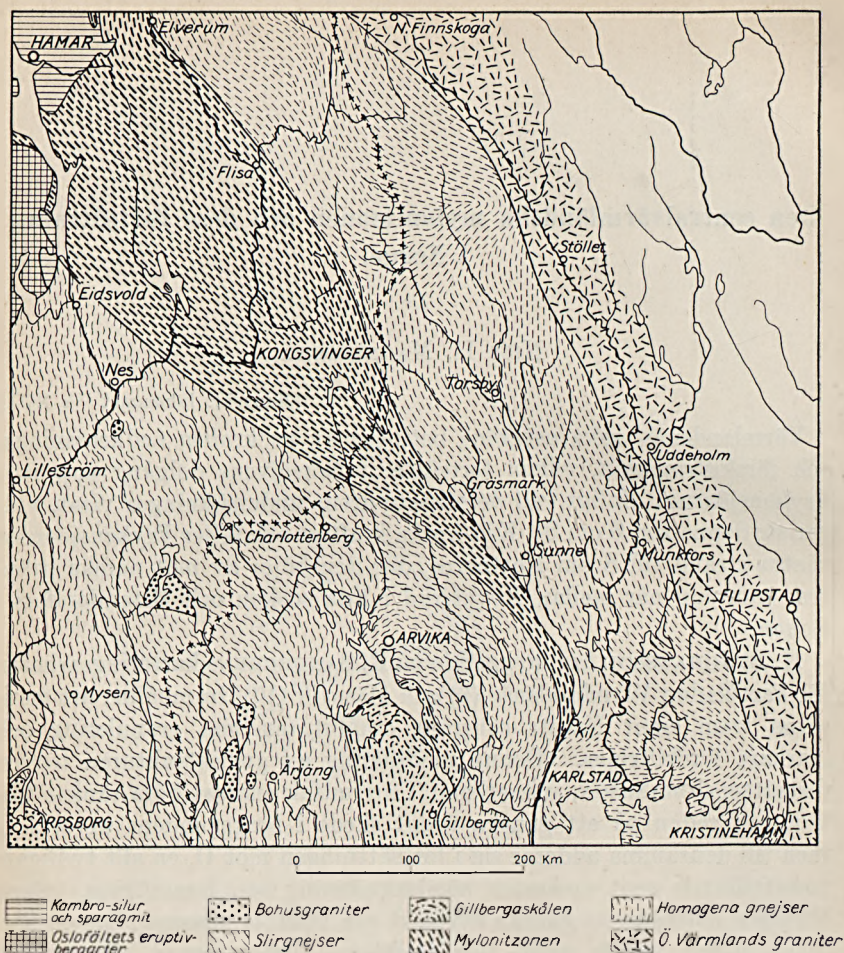 Elverum
N. Finnskoga
HAMAR
Flisa
Stöllet
Eidsvold
KONGSVINGER
Nes
Torsby
Uddeholm
Lilleström
Gräsmark
Charlottenberg
Sunne
Munkfors
FILIPSTAD
ARVIKA
Mysen
Kil
Årjäng
KARLSTAD
Gillberga
SARPSBORG
KRISTINEHAMN
0 100 200 Km
Kambro-silur
och sparagmit
Bohusgraniter
Gillbergaskålen
Homogena gnejser
Oslofältets eruptiv-
bergarter
Slirgnejser
Mylonitzonen
Ö. Värmlands graniter